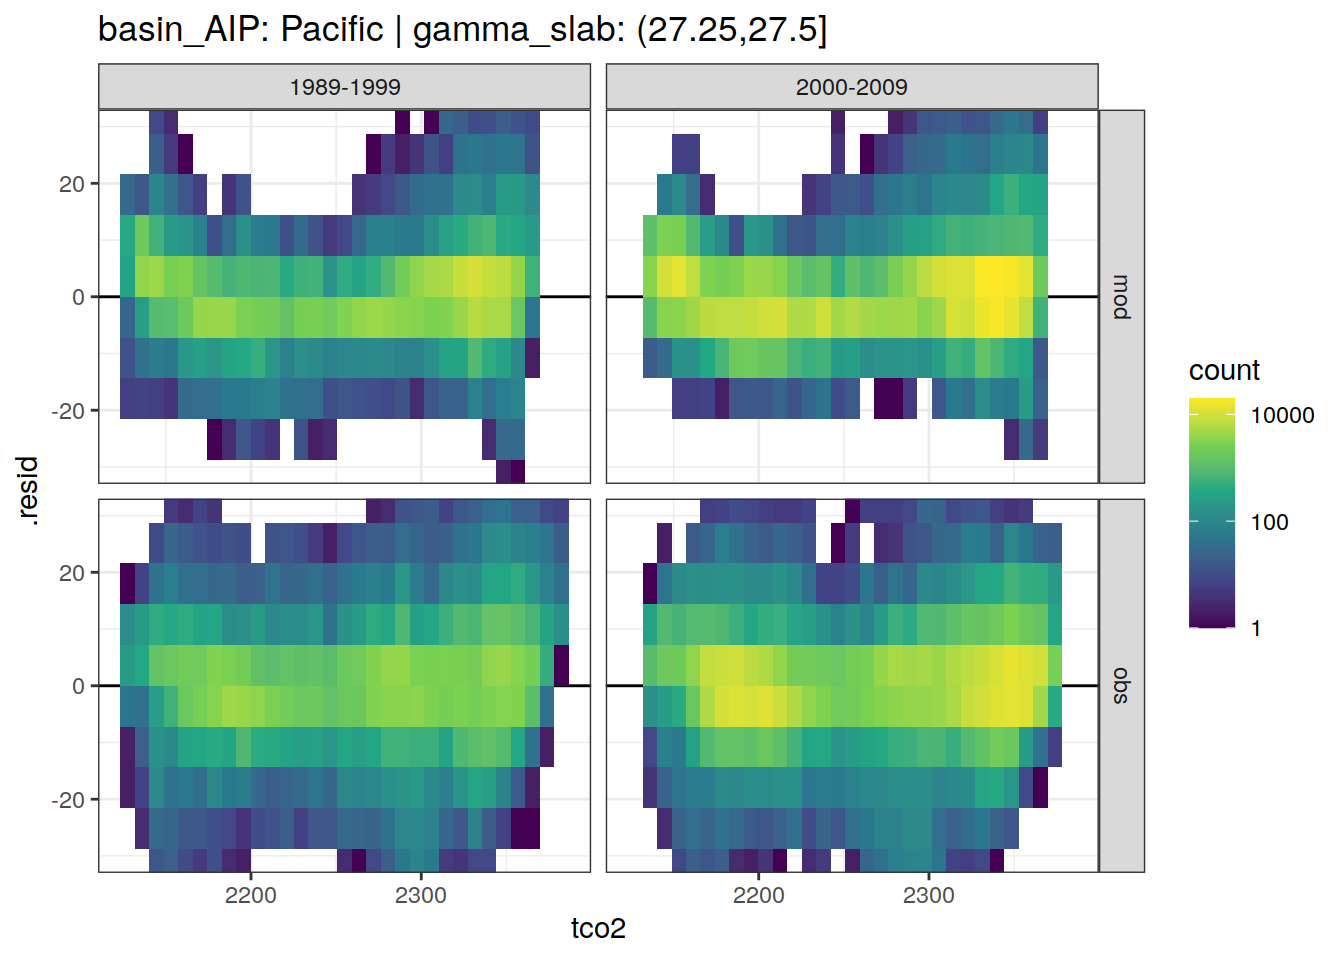 basin_AIP: Pacific | gamma_slab: (27.25,27.5]
1989-1999
2000-2009
20
0
-20
mod
20
0
-20
obs
.resid
2200
2300
2200
2300
tco2
count
10000
100
1